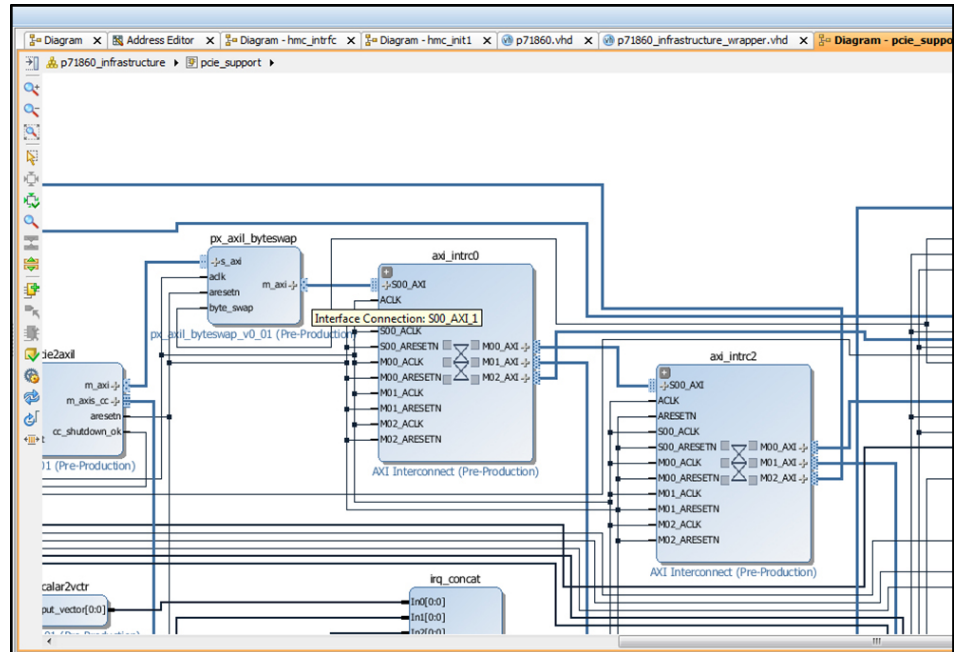 Diagram
Address Editor
Diagram - hmc_intrfc
Diagram - hmc_init1
p71860.vhd
p71860_infrastructure_wrapper.vhd
Diagram - pcie_suppo
p71860_infrastructure
pcie_support
px_axil_byteswap
s_axi
aclk
aresetn
byte_swap
m_axi
px_axil_byteswap_v0_01 (Pre-Production)
Interface Connection: S00_AXI_1
axi_intrc0
S00_AXI
ACLK
S00_ACLK
S00_ARESETN
M00_ACLK
M00_ARESETN
M01_ACLK
M01_ARESETN
M02_ACLK
M02_ARESETN
M00_AXI
M01_AXI
M02_AXI
AXI Interconnect (Pre-Production)
axi_intrc2
S00_AXI
ACLK
ARESETN
S00_ACLK
S00_ARESETN
M00_ACLK
M00_ARESETN
M01_ACLK
M01_ARESETN
M02_ACLK
M02_ARESETN
M00_AXI
M01_AXI
M02_AXI
AXI Interconnect (Pre-Production)
cie2axil
m_axi
m_axis_cc
aresetn
cc_shutdown_ok
t
01 (Pre-Production)
calar2vctr
put_vector[0:0]
irq_concat
In0[0:0]
In1[0:0]
In2[0:0]